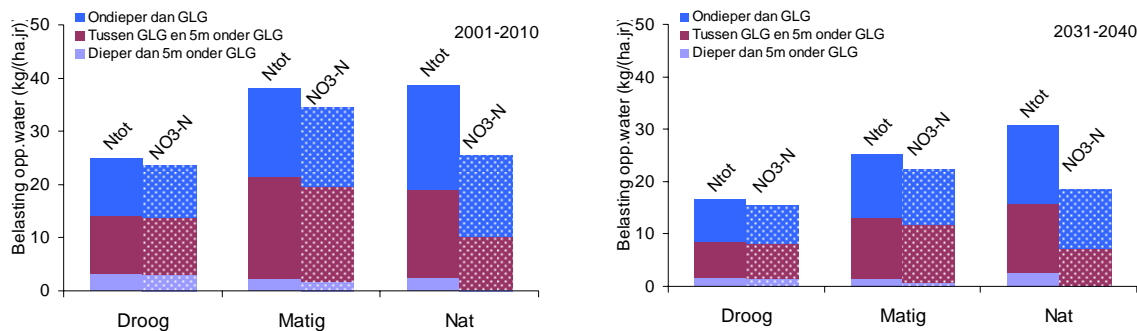 Belasting opp.water (kg/(ha.jr))
50
40
30
20
10
0
Ondieper dan GLG
Tussen GLG en 5m onder GLG
Dieper dan 5m onder GLG
2001-2010
Ntot
NO3-N
Ntot
NO3-N
Ntot
NO3-N
Droog
Matig
Nat
Belasting opp.water (kg/(ha.jr))
50
40
30
20
10
0
Ondieper dan GLG
Tussen GLG en 5m onder GLG
Dieper dan 5m onder GLG
2031-2040
Ntot
NO3-N
Ntot
NO3-N
Ntot
NO3-N
Droog
Matig
Nat